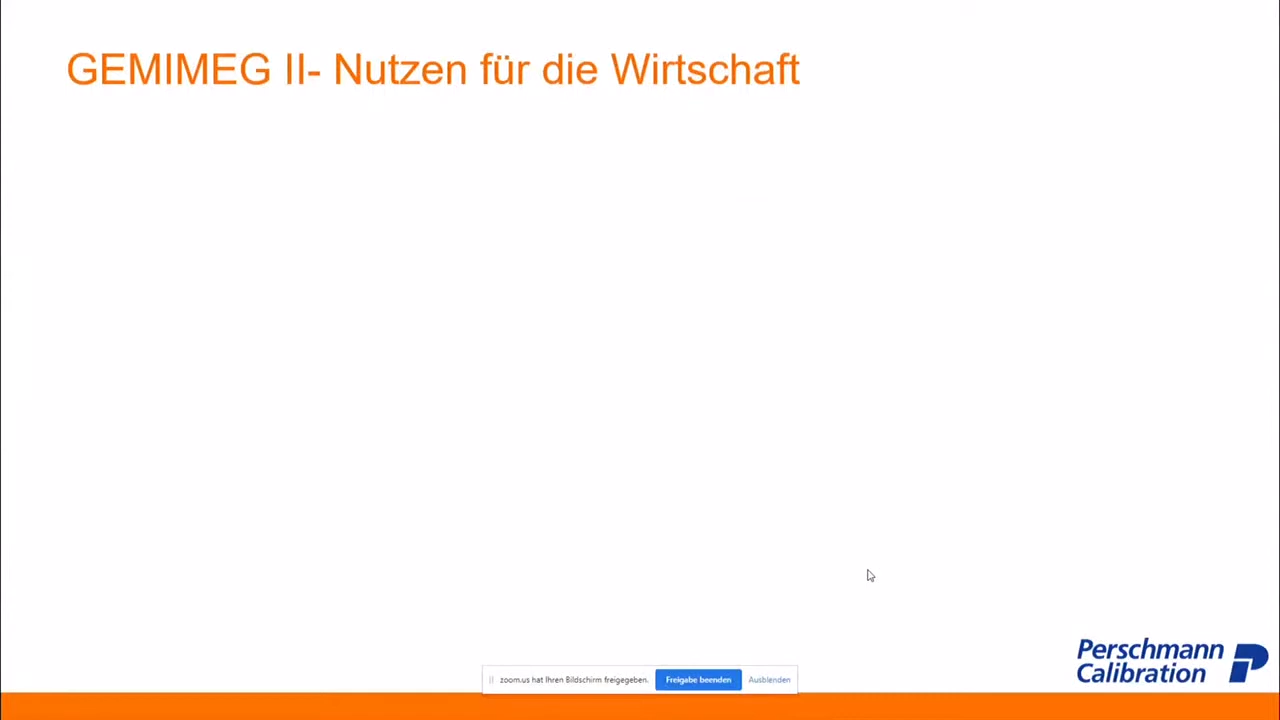 GEMIMEG II- Nutzen für die Wirtschaft
Perschmann
Calibration
zoom.us hat Ihren Bildschirm freigegeben. Freigabe beenden Ausblenden